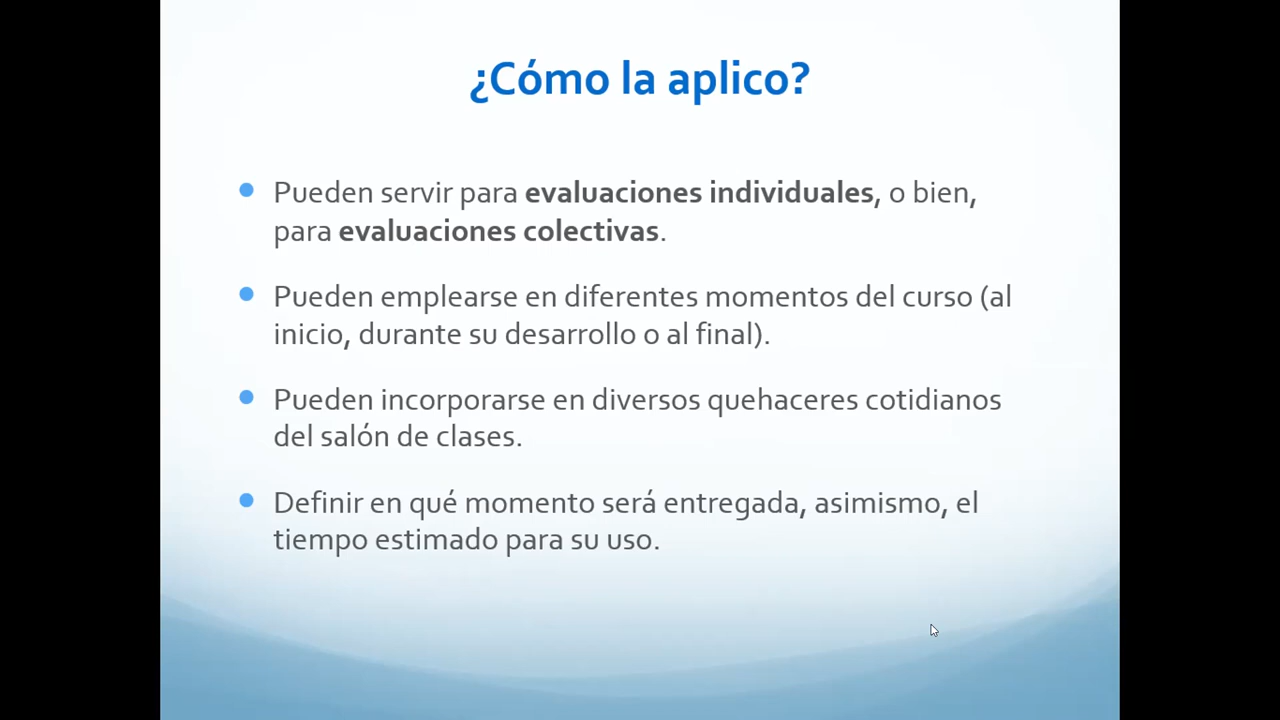 ¿Cómo la aplico?
Pueden servir para evaluaciones individuales, o bien,
para evaluaciones colectivas.
Pueden emplearse en diferentes momentos del curso (al
inicio, durante su desarrollo o al final).
Pueden incorporarse en diversos quehaceres cotidianos
del salón de clases.
Definir en qué momento será entregada, asimismo, el
tiempo estimado para su uso.